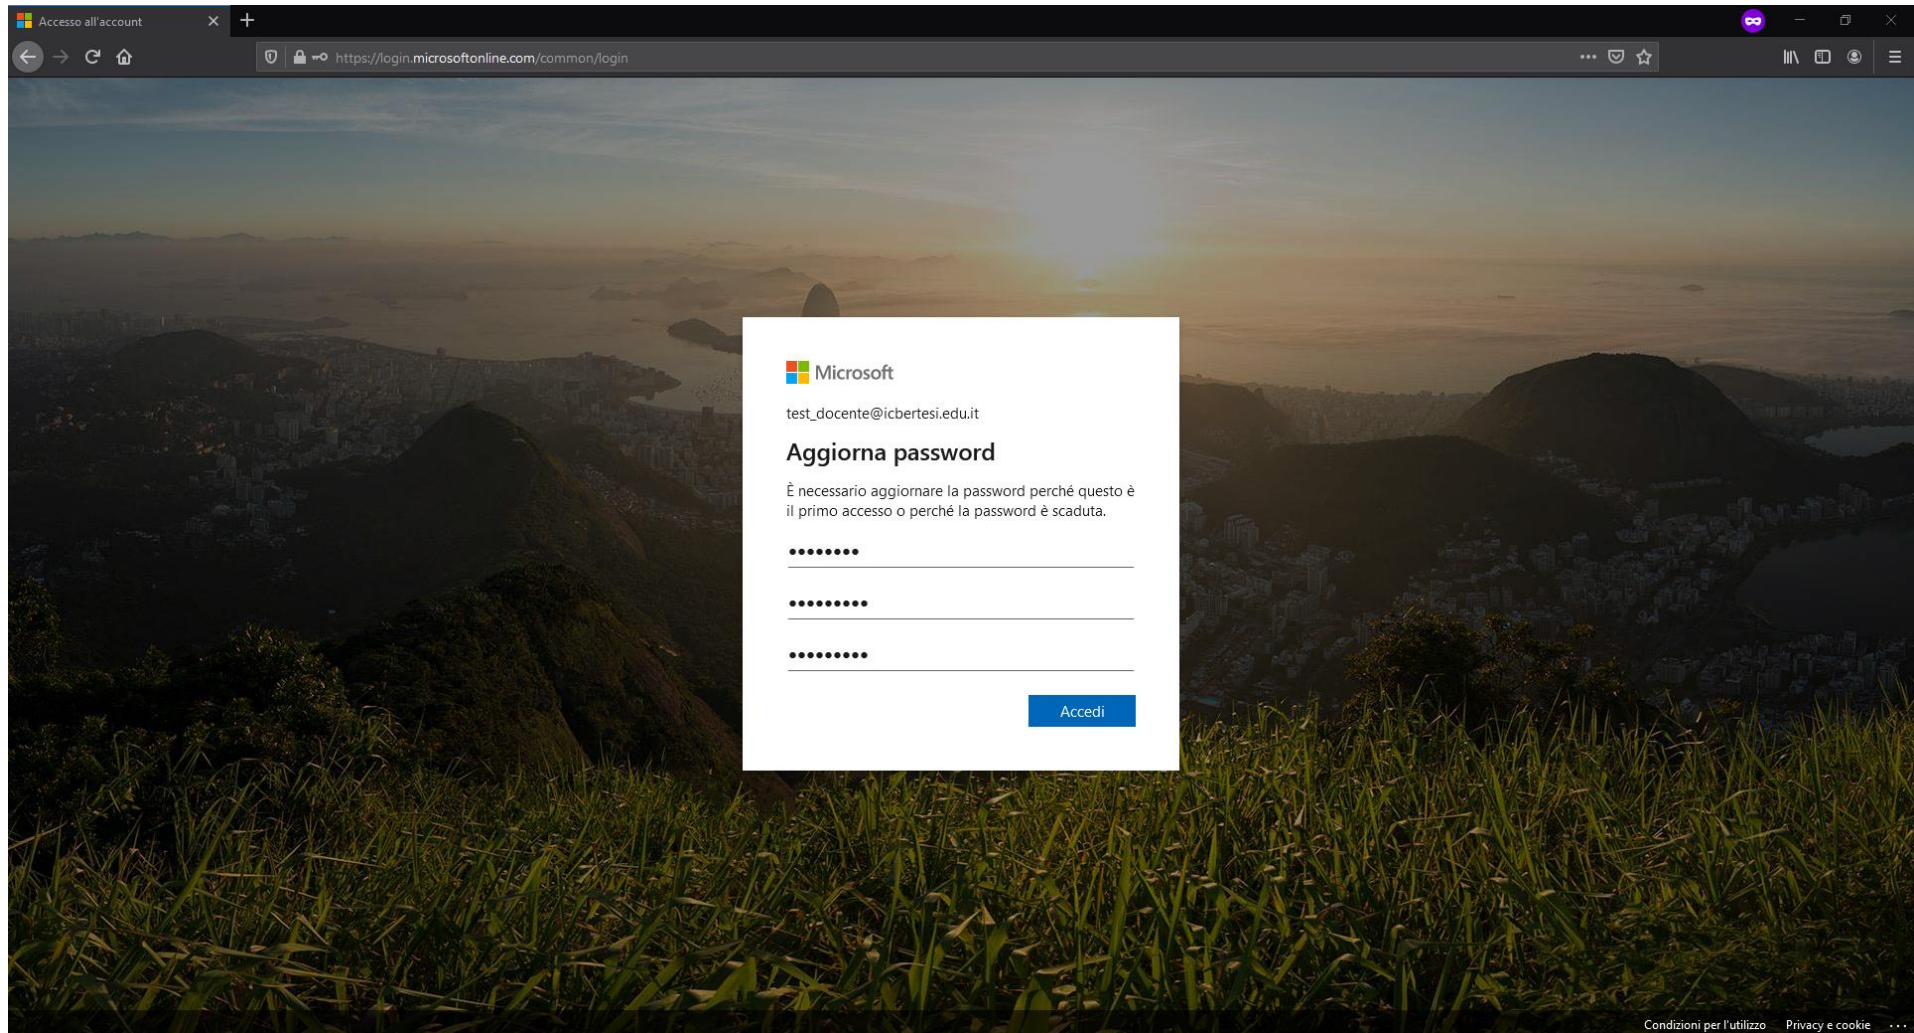 Accesso all'account
https://login.microsoftonline.com/common/login
Microsoft
test_docente@icbertesi.edu.it
Aggiorna password
È necessario aggiornare la password perché questo è
il primo accesso o perché la password è scaduta.
••••••••
•••••••••
•••••••••
Accedi
Condizioni per l'utilizzo Privacy e cookie ...